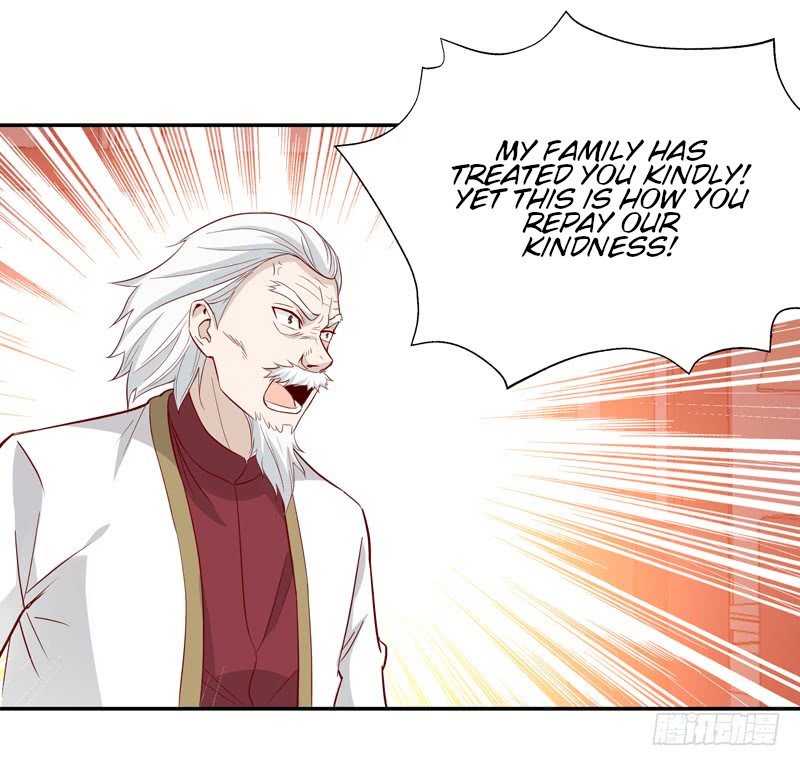 MY FAMILY HAS
TREATED YOU KINDLY!
YET THIS IS HOW YOU
REPAY OUR
KINDNESS!
腾讯动漫